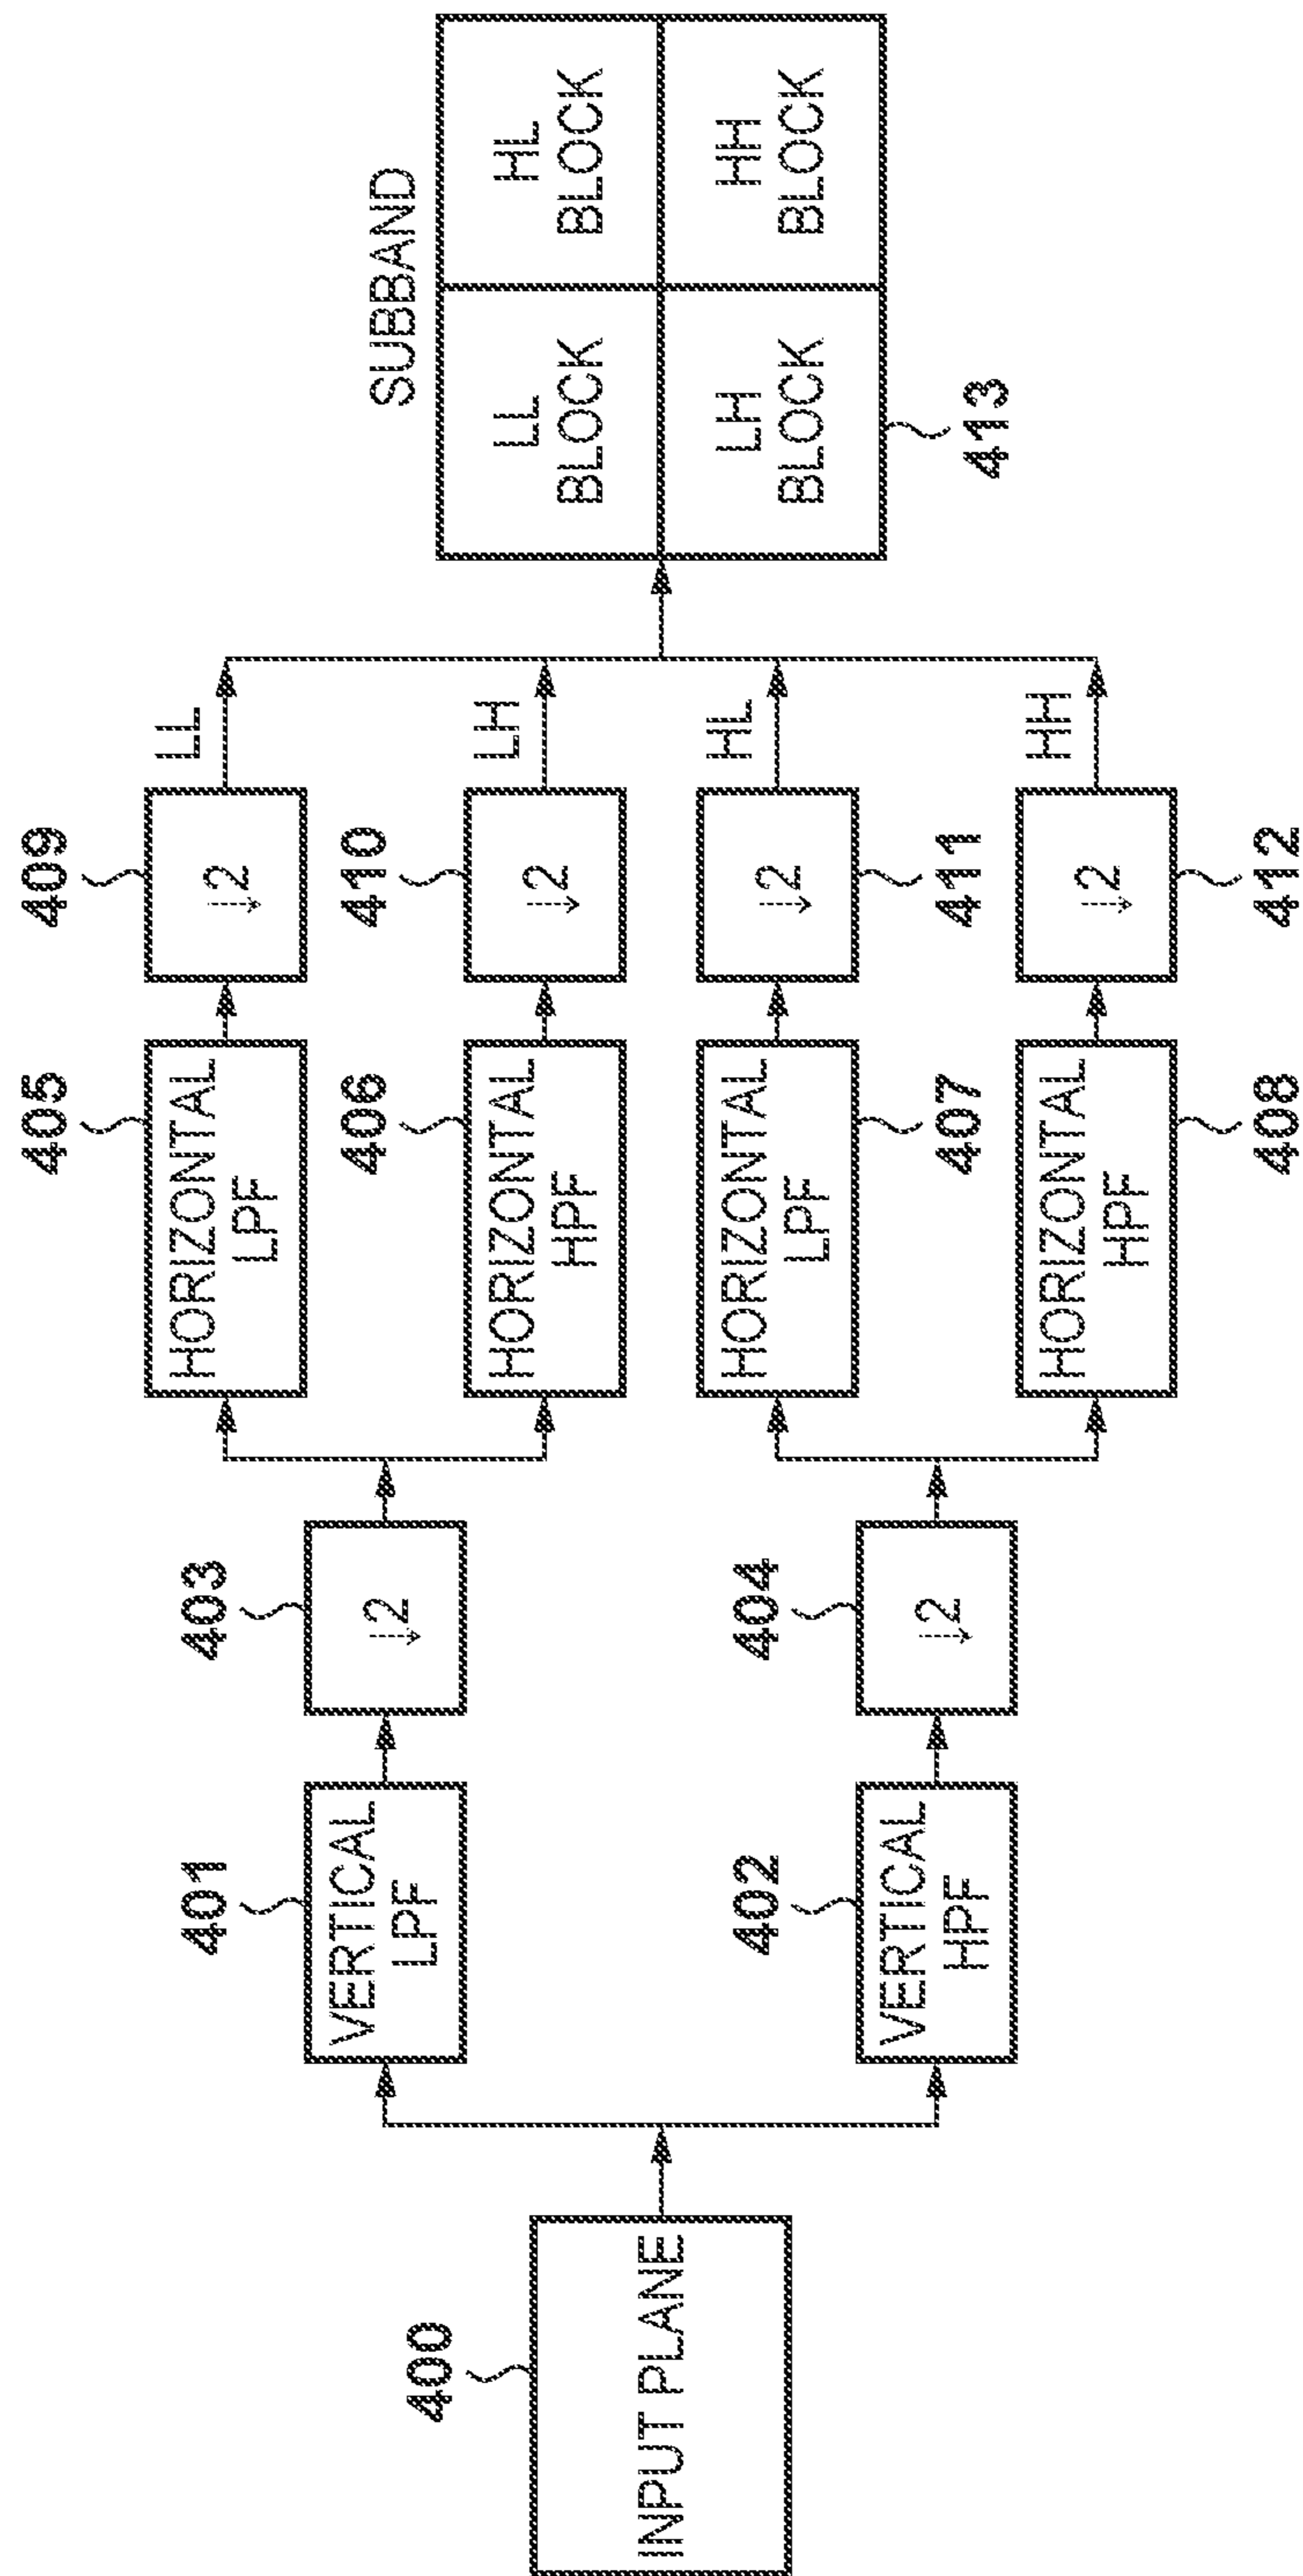 400
INPUT PLANE
401
VERTICAL
LPF
402
VERTICAL
HPF
403
↓2
404
↓2
405
HORIZONTAL
LPF
406
HORIZONTAL
HPF
407
HORIZONTAL
LPF
408
HORIZONTAL
HPF
409
↓2
LL
410
↓2
LH
411
↓2
HL
412
↓2
HH
SUBBAND
LL
BLOCK
HL
BLOCK
LH
BLOCK
HH
BLOCK
413